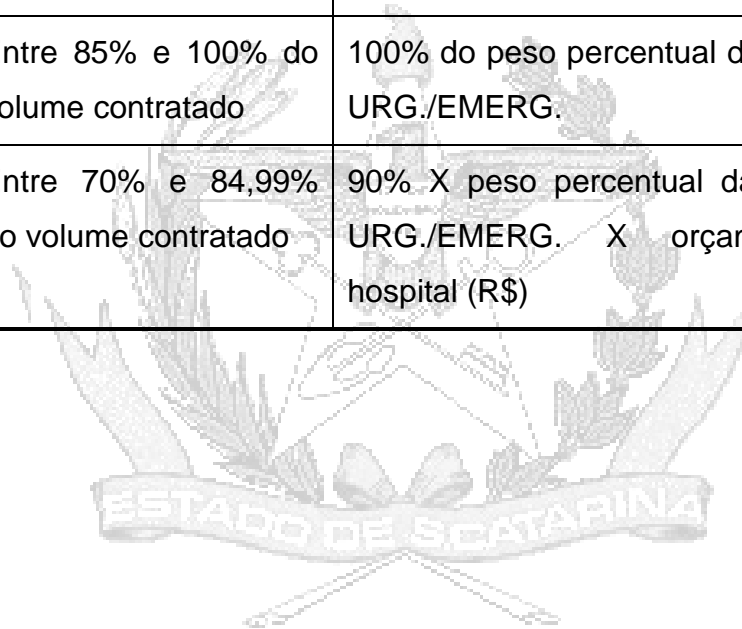 ntre 85% e 100% do
olume contratado
100% do peso percentual d
URG./EMERG.
ntre 70% e 84,99%
o volume contratado
90% X peso percentual da
URG./EMERG. X orçar
hospital (R$)
ESTADO DE S.CATARINA